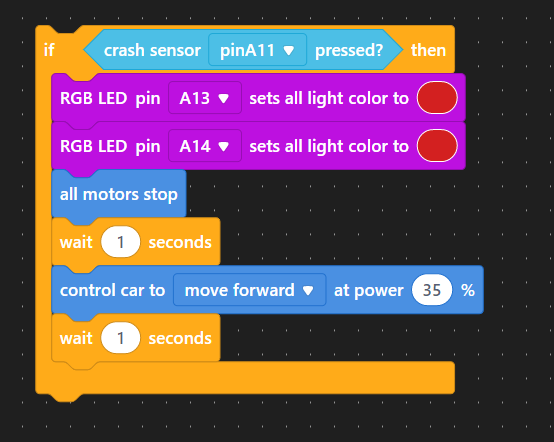 if crash sensor pinA11 pressed? then
RGB LED pin A13 sets all light color to
RGB LED pin A14 sets all light color to
all motors stop
wait 1 seconds
control car to move forward at power 35 %
wait 1 seconds